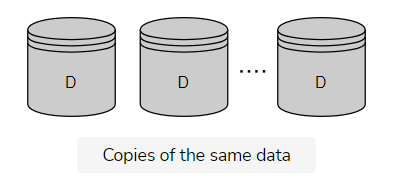 D D .... D
Copies of the same data